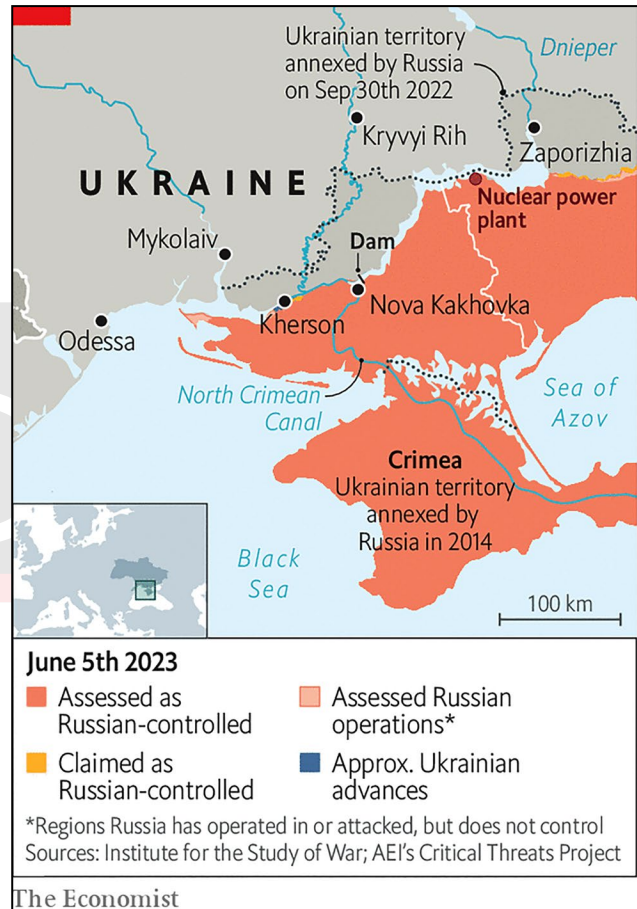 Ukrainian territory
annexed by Russia
on Sep 30th 2022
Dnieper
Kryvyi Rih
Zaporizhia
UKRAINE
Nuclear power
plant
Mykolaiv
Dam
Kherson
Nova Kakhovka
Odessa
North Crimean
Canal
Sea of
Azov
Crimea
Ukrainian territory
annexed by
Russia in 2014
Black
Sea
100 km
June 5th 2023
Assessed as
Russian-controlled
Assessed Russian
operations*
Claimed as
Russian-controlled
Approx. Ukrainian
advances
*Regions Russia has operated in or attacked, but does not control
Sources: Institute for the Study of War; AEI’s Critical Threats Project
The Economist